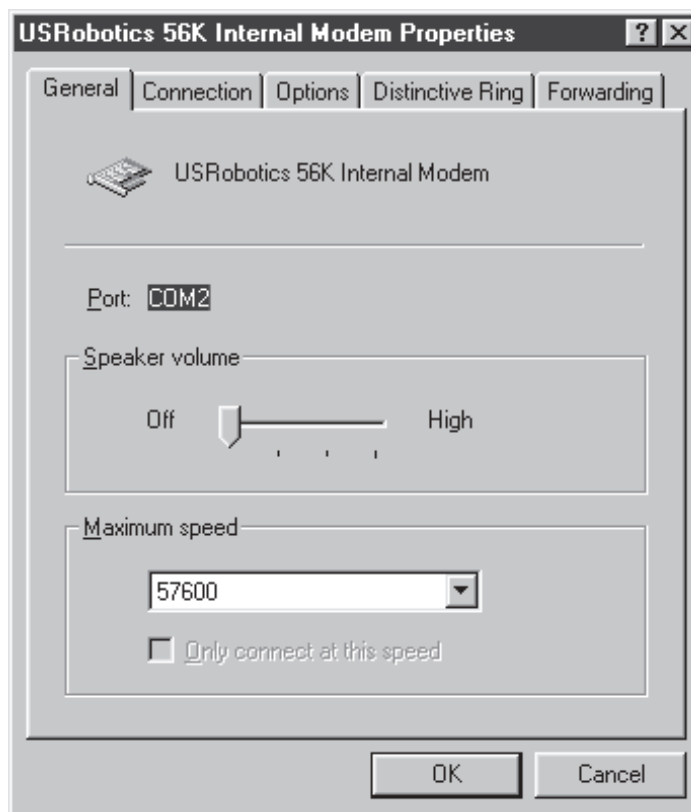 USRobotics 56K Internal Modem Properties ? X
General Connection Options Distinctive Ring Forwarding
USRobotics 56K Internal Modem
Port: COM2
Speaker volume
Off High
Maximum speed
57600
Only connect at this speed
OK Cancel